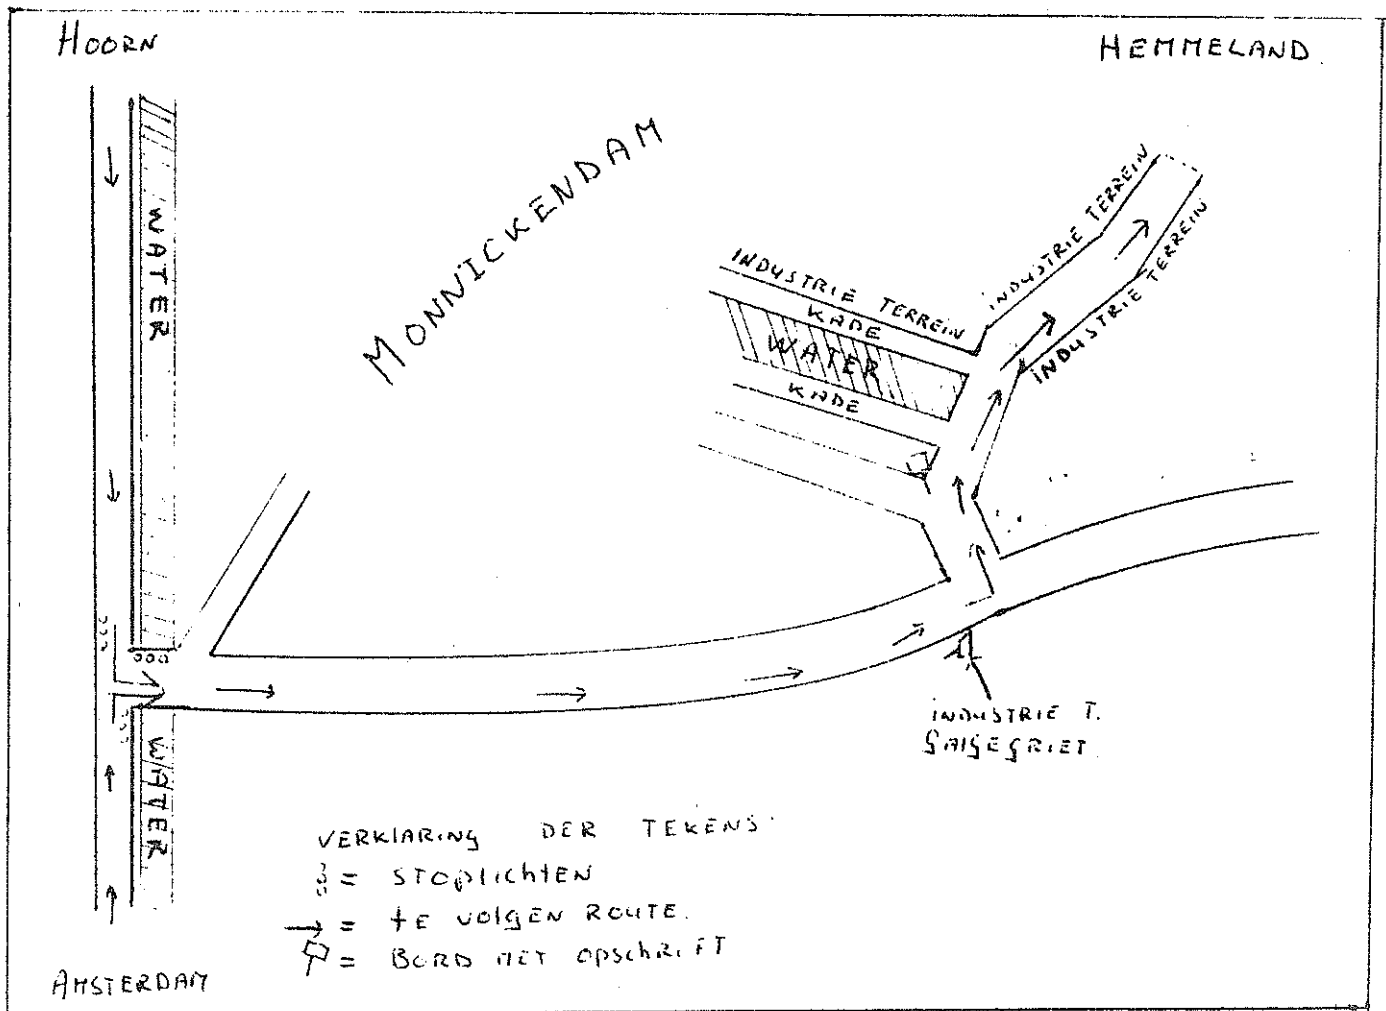 HOORN
HEMMELAND
WATER
MONNICKENDAM
INDUSTRIE TERREIN
KADE
WATER
KADE
INDUSTRIE TERREIN
INDUSTRIE TERREIN
INDUSTRIE T.
GALGEGRIET
WATER
VERKLARING DER TEKENS
= STOPLICHTEN
→ = TE VOLGEN ROUTE.
= BORD MET OPSCHRIFT
AMSTERDAM